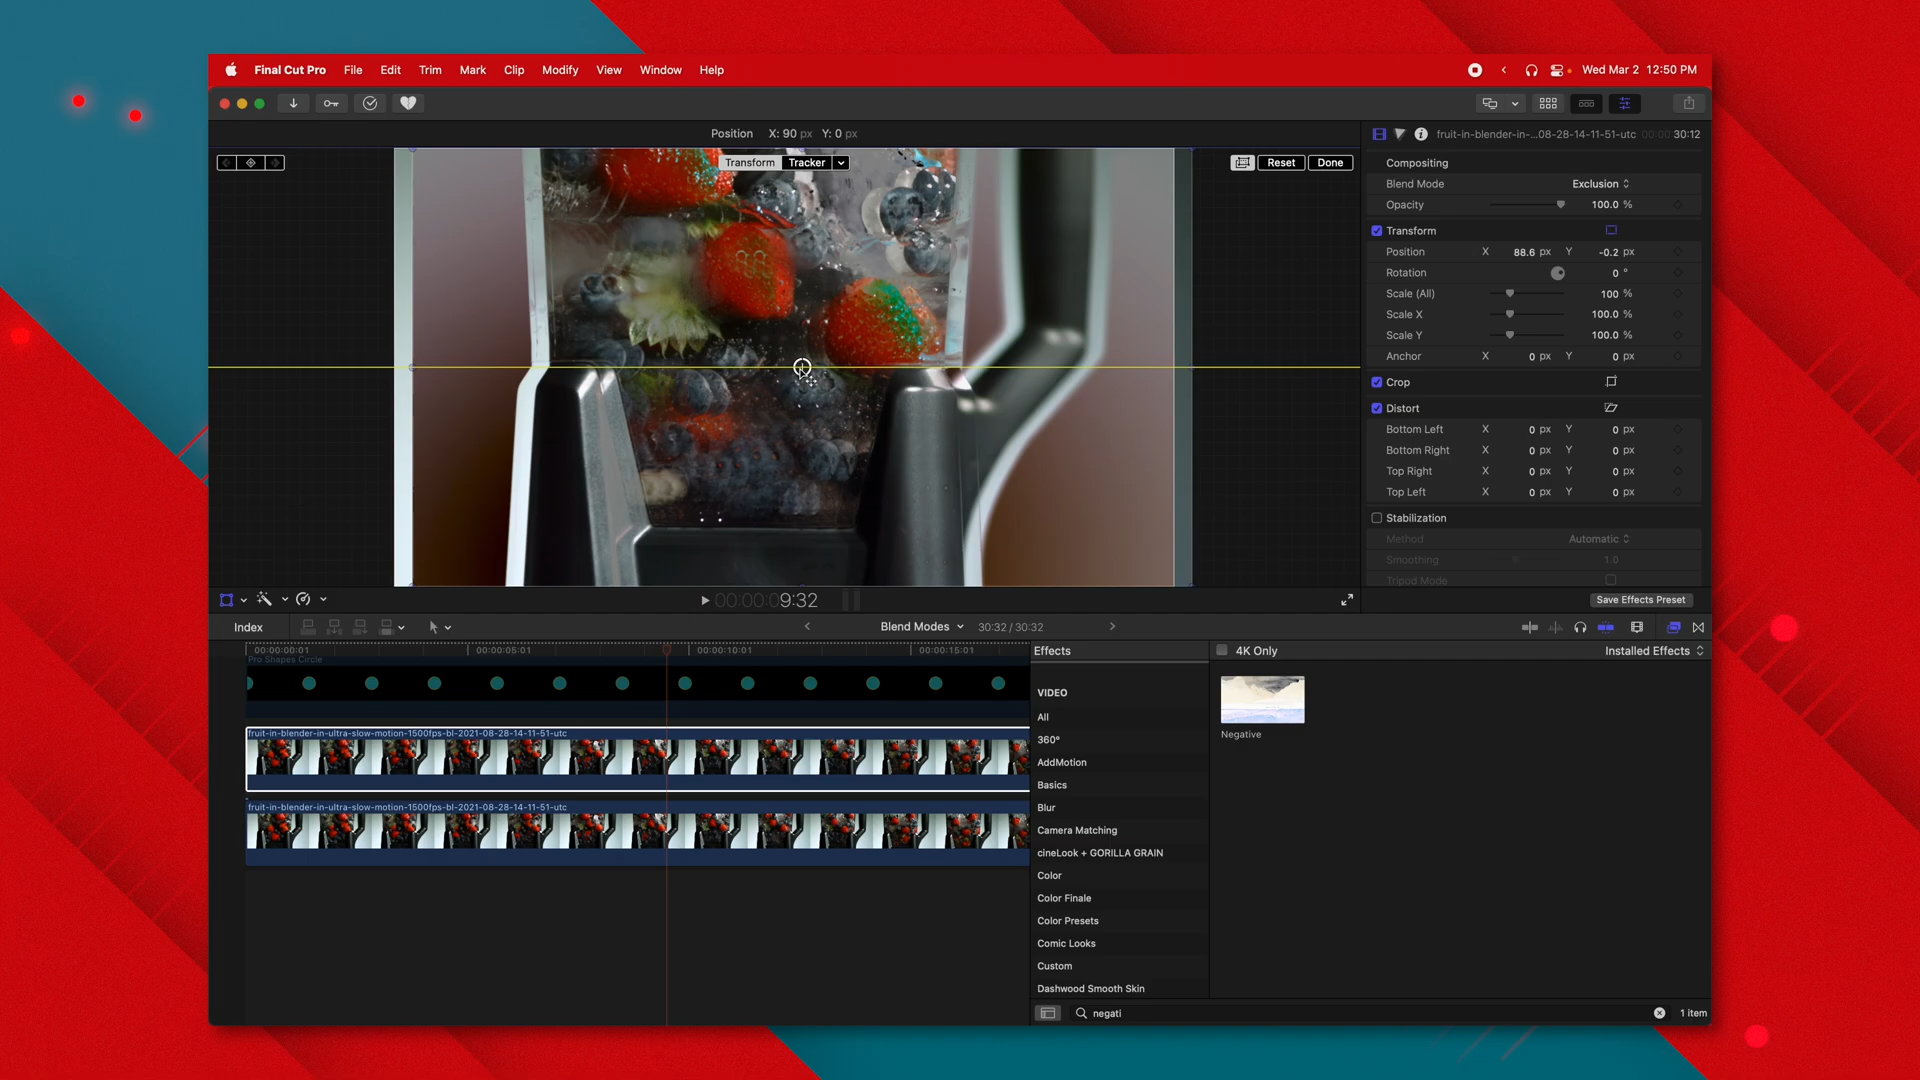 Final Cut Pro File Edit Trim Mark Clip Modify View Window Help Wed Mar 2 12:50 PM
Position X: 90 px Y: 0 px
fruit-in-blender-in-...08-28-14-11-51-utc 00:00 30:12
Transform Tracker Reset Done
Compositing
Blend Mode Exclusion
Opacity 100.0 %
Transform
Position X 88.6 px Y -0.2 px
Rotation 0 °
Scale (All) 100 %
Scale X 100.0 %
Scale Y 100.0 %
Anchor X 0 px Y 0 px
Crop
Distort
Bottom Left X 0 px Y 0 px
Bottom Right X 0 px Y 0 px
Top Right X 0 px Y 0 px
Top Left X 0 px Y 0 px
Stabilization
Method Automatic
Smoothing 1.0
Tripod Mode
00:00:09:32
Save Effects Preset
Index Blend Modes 30:32 / 30:32
00:00:00:01 00:00:05:01 00:00:10:01 00:00:15:01
Pro Shapes Circle
fruit-in-blender-in-ultra-slow-motion-1500fps-bl-2021-08-28-14-11-51-utc
fruit-in-blender-in-ultra-slow-motion-1500fps-bl-2021-08-28-14-11-51-utc
Effects 4K Only Installed Effects
VIDEO
All
360°
AddMotion
Basics
Blur
Camera Matching
cineLook + GORILLA GRAIN
Color
Color Finale
Color Presets
Comic Looks
Custom
Dashwood Smooth Skin
Negative
negati 1 item